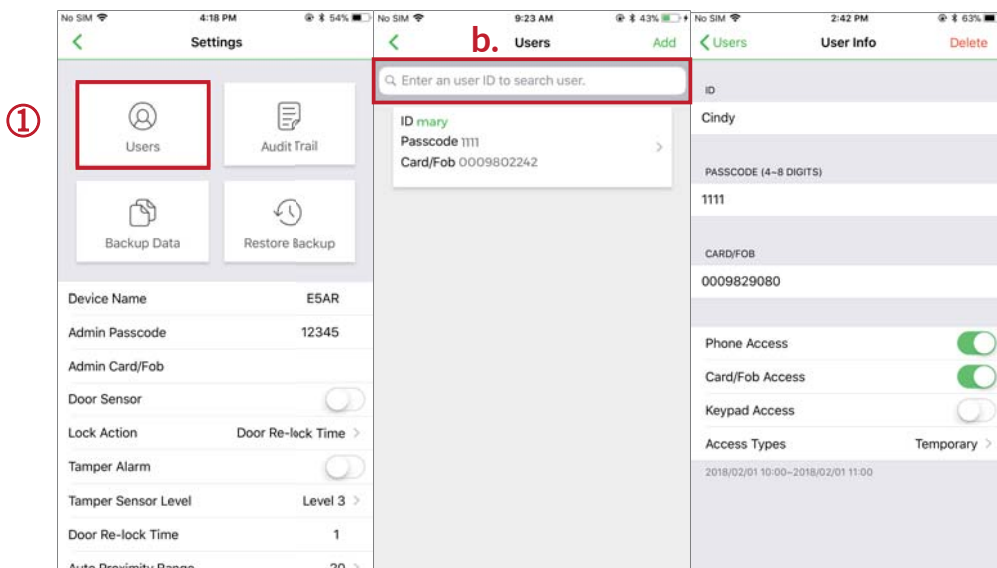 No SIM 4:18 PM 54%
Settings
①
Users
Audit Trail
Backup Data
Restore Backup
Device Name E5AR
Admin Passcode 12345
Admin Card/Fob
Door Sensor
Lock Action Door Re-lock Time
Tamper Alarm
Tamper Sensor Level Level 3
Door Re-lock Time 1
Auto Proximity Range 20
No SIM 9:23 AM 43%
b. Users Add
Enter an user ID to search user.
ID mary
Passcode 1111
Card/Fob 0009802242
No SIM 2:42 PM 63%
Users User Info Delete
ID
Cindy
PASSCODE (4~8 DIGITS)
1111
CARD/FOB
0009829080
Phone Access
Card/Fob Access
Keypad Access
Access Types Temporary
2018/02/01 10:00~2018/02/01 11:00